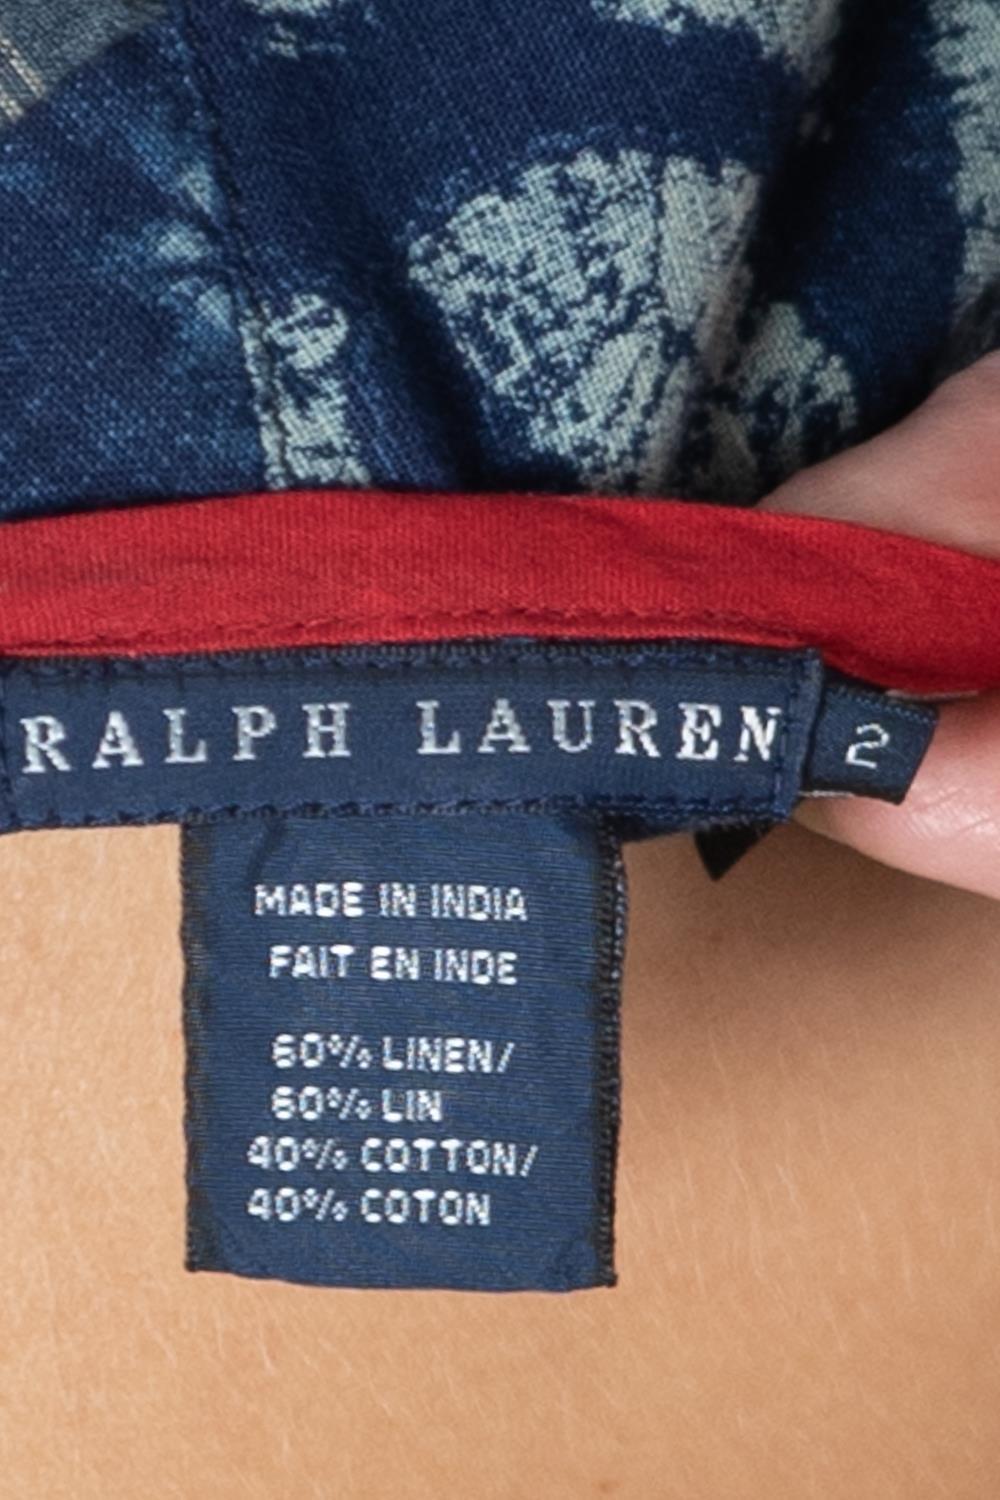 RALPH LAUREN 2
MADE IN INDIA
FAIT EN INDE
60% LINEN/
60% LIN
40% COTTON/
40% COTON